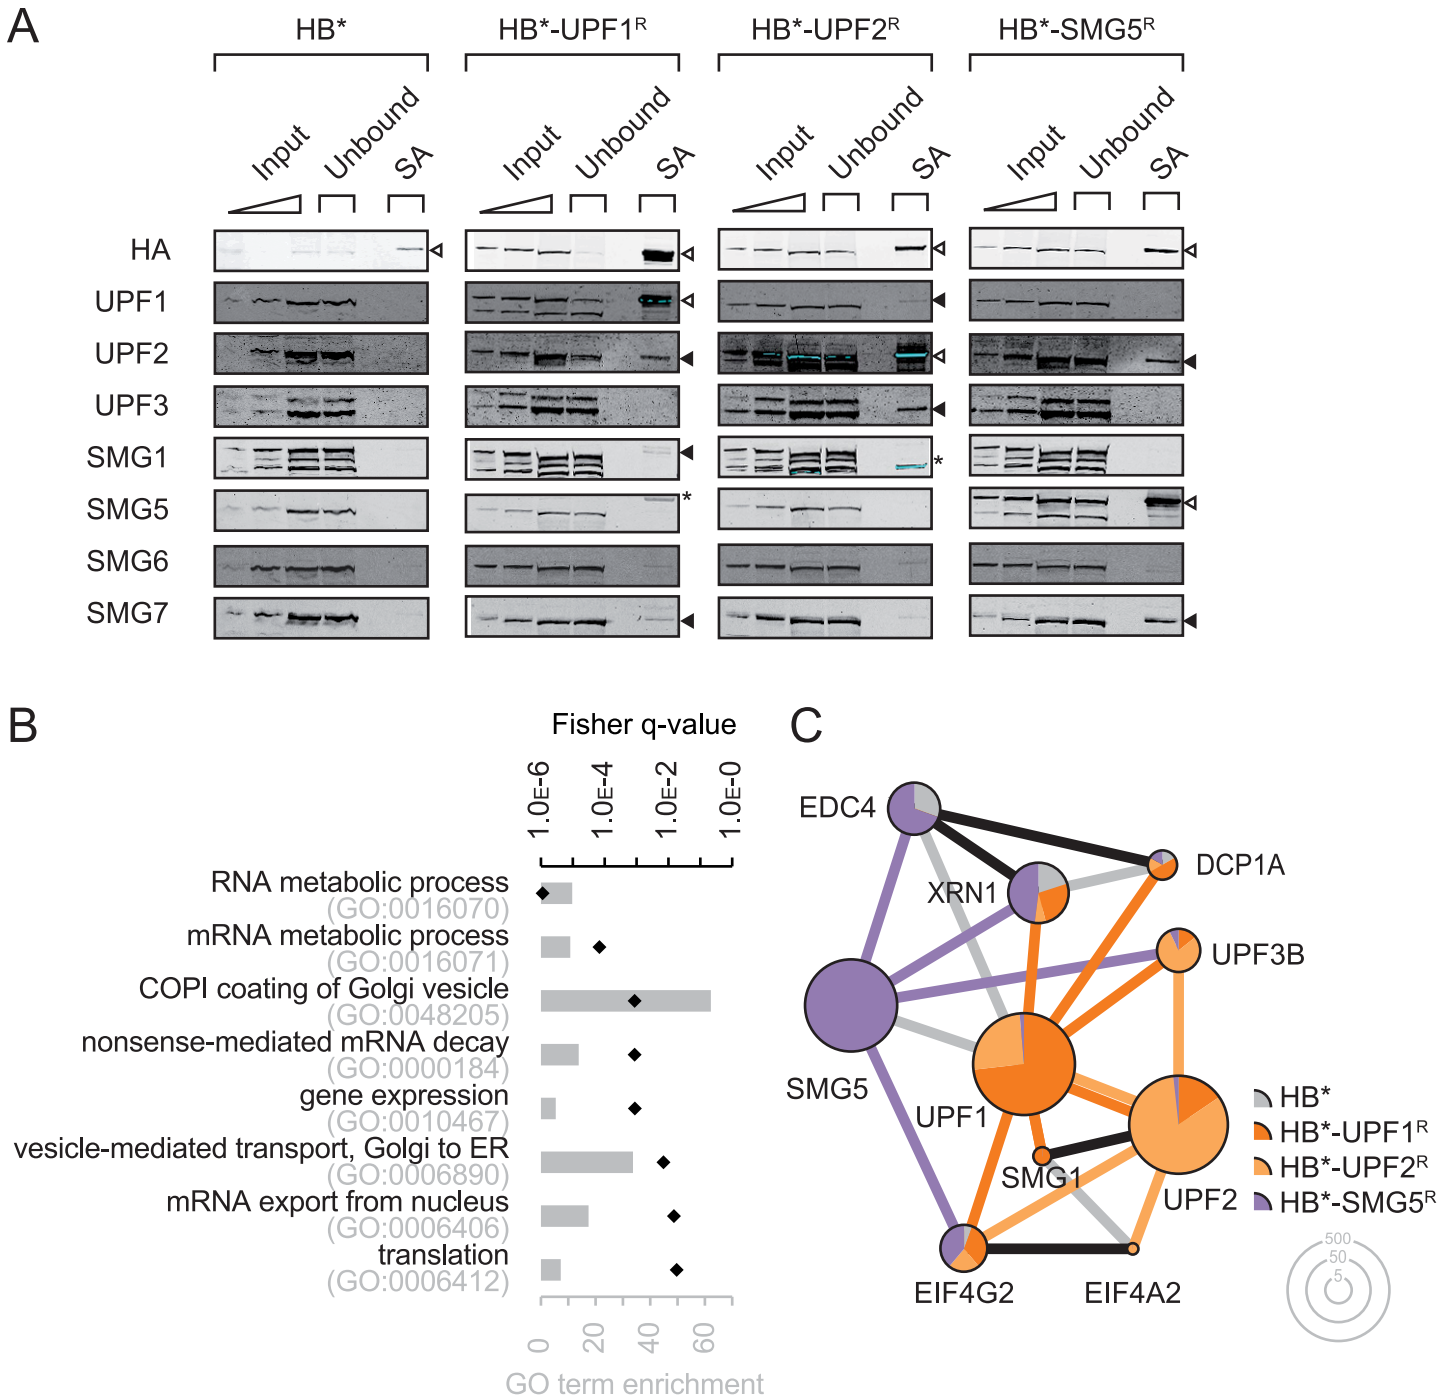 A
HB*
HB*-UPF1R
HB*-UPF2R
HB*-SMG5R
Input
Unbound
SA
Input
Unbound
SA
Input
Unbound
SA
Input
Unbound
SA
HA
UPF1
UPF2
UPF3
SMG1
*
SMG5
*
SMG6
SMG7
B
Fisher q-value
1.0E-6
1.0E-4
1.0E-2
1.0E-0
RNA metabolic process
(GO:0016070)
mRNA metabolic process
(GO:0016071)
COPI coating of Golgi vesicle
(GO:0048205)
nonsense-mediated mRNA decay
(GO:0000184)
gene expression
(GO:0010467)
vesicle-mediated transport, Golgi to ER
(GO:0006890)
mRNA export from nucleus
(GO:0006406)
translation
(GO:0006412)
0
20
40
60
GO term enrichment
C
EDC4
DCP1A
XRN1
UPF3B
SMG5
UPF1
SMG1
UPF2
EIF4G2
EIF4A2
HB*
HB*-UPF1R
HB*-UPF2R
HB*-SMG5R
500
50
5